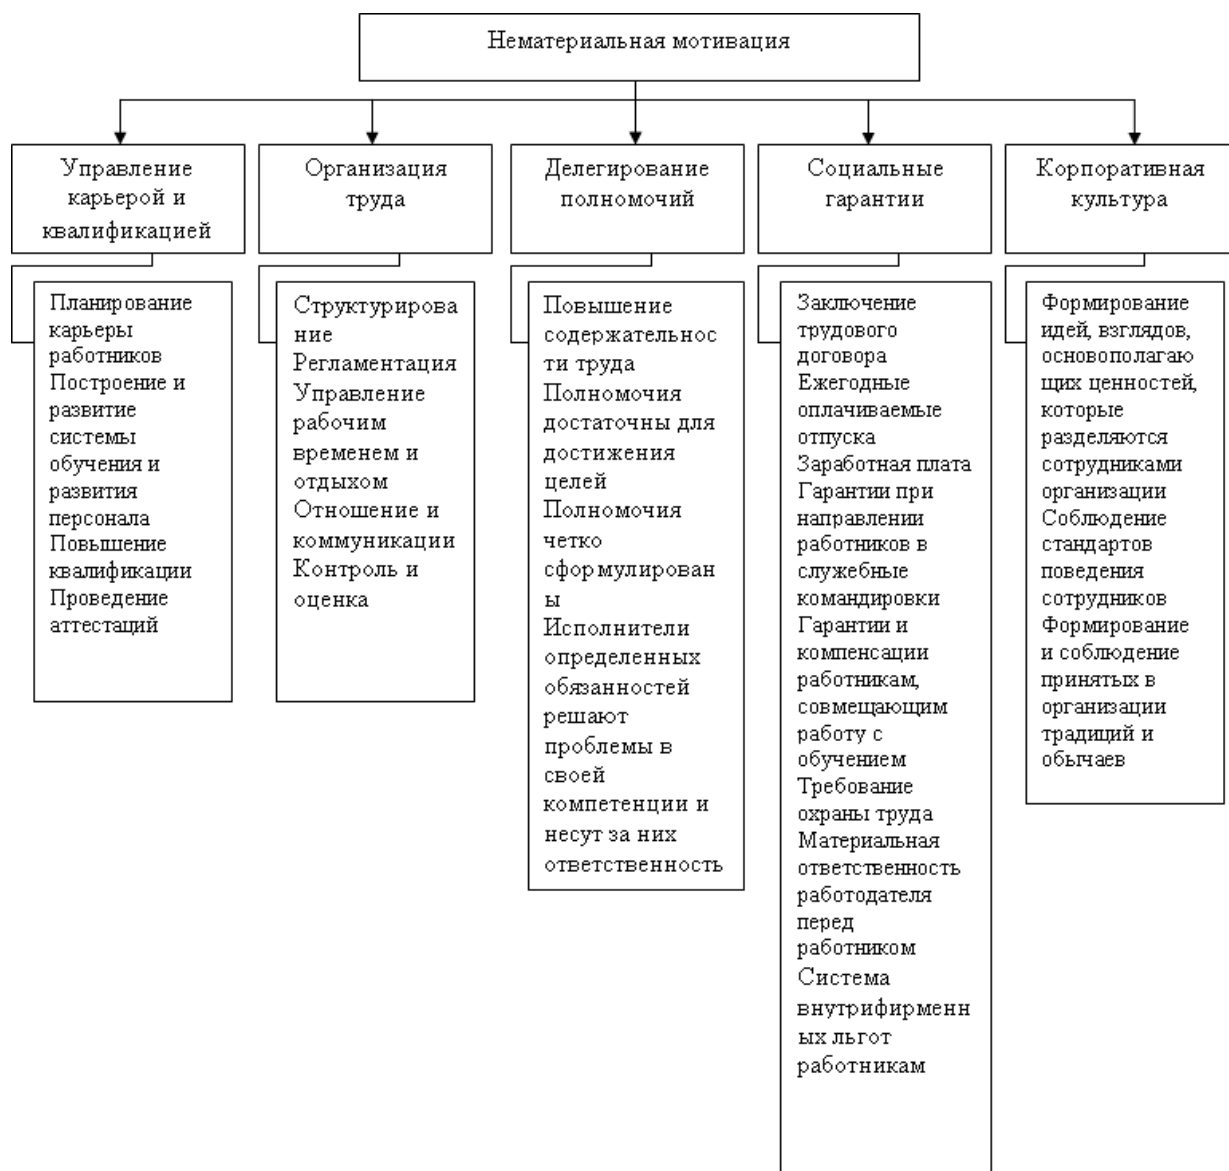 Нематериальная мотивация
Управление
карьерой и
квалификацией
Организация
труда
Делегирование
полномочий
Социальные
гарантии
Корпоративная
культура
Планирование
карьеры
работников
Построение и
развитие
системы
обучения и
развития
персонала
Повышение
квалификации
Проведение
аттестаций
Структурирова
ние
Регламентация
Управление
рабочим
временем и
отдыхом
Отношение и
коммуникации
Контроль и
оценка
Повышение
содержательнос
ти труда
Полномочия
достаточны для
достижения
целей
Полномочия
четко
сформулирован
ы
Исполнители
определенных
обязанностей
решают
проблемы в
своей
компетенции и
несут за них
ответственность
Заключение
трудового
договора
Ежегодные
оплачиваемые
отпуска
Заработная плата
Гарантии при
направлении
работников в
служебные
командировки
Гарантии и
компенсации
работникам,
совмещающим
работу с
обучением
Требование
охраны труда
Материальная
ответственность
работодателя
перед
работником
Система
внутрифирменн
ых льгот
работникам
Формирование
идей, взглядов,
основополагаю
щих ценностей,
которые
разделяются
сотрудниками
организации
Соблюдение
стандартов
поведения
сотрудников
Формирование
и соблюдение
принятых в
организации
традиций и
обычаев